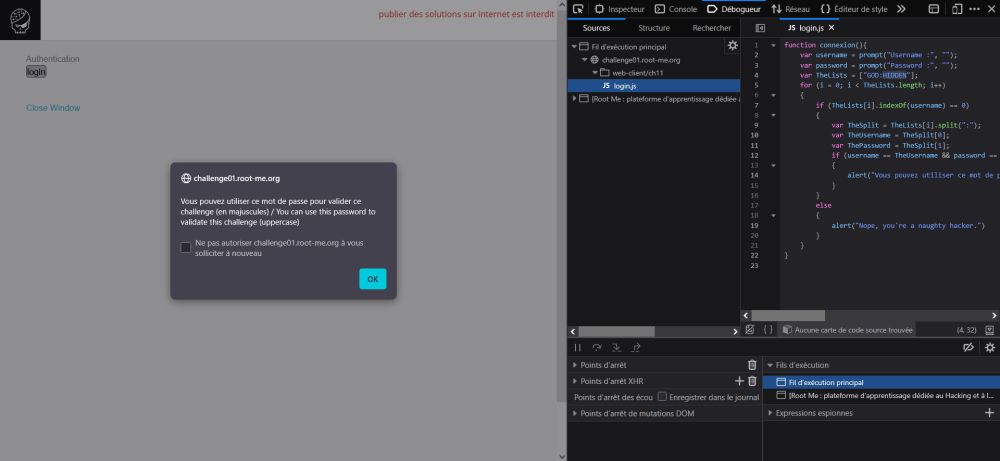 publier des solutions sur internet est interdit
Authentication
login
Close Window
challenge01.root-me.org
Vous pouvez utiliser ce mot de passe pour valider ce
challenge (en majuscules) / You can use this password to
validate this challenge (uppercase)
Ne pas autoriser challenge01.root-me.org à vous
solliciter à nouveau
OK
Inspecteur
Console
Débogueur
Réseau
Éditeur de style
Sources
Structure
Rechercher
Fil d'exécution principal
challenge01.root-me.org
web-client/ch11
JS login.js
[Root Me : plateforme d'apprentissage dédiée a
JS login.js
1 function connexion(){
2 var username = prompt("Username :", "");
3 var password = prompt("Password :", "");
4 var TheLists = ["GOD:HIDDEN"];
5 for (i = 0; i < TheLists.length; i++)
6 {
7 if (TheLists[i].indexOf(username) == 0)
8 {
9 var TheSplit = TheLists[i].split(":");
10 var TheUsername = TheSplit[0];
11 var ThePassword = TheSplit[1];
12 if (username == TheUsername && password ==
13 {
14 alert("Vous pouvez utiliser ce mot de p
15 }
16 }
17 else
18 {
19 alert("Nope, you're a naughty hacker.")
20 }
21 }
22 }
23
{ }
Aucune carte de code source trouvée
(4, 32)
Points d'arrêt
Points d'arrêt XHR
Points d'arrêt des écou
Enregistrer dans le journal
Points d'arrêt de mutations DOM
Fils d'exécution
Fil d'exécution principal
[Root Me : plateforme d'apprentissage dédiée au Hacking et à l...
Expressions espionnes